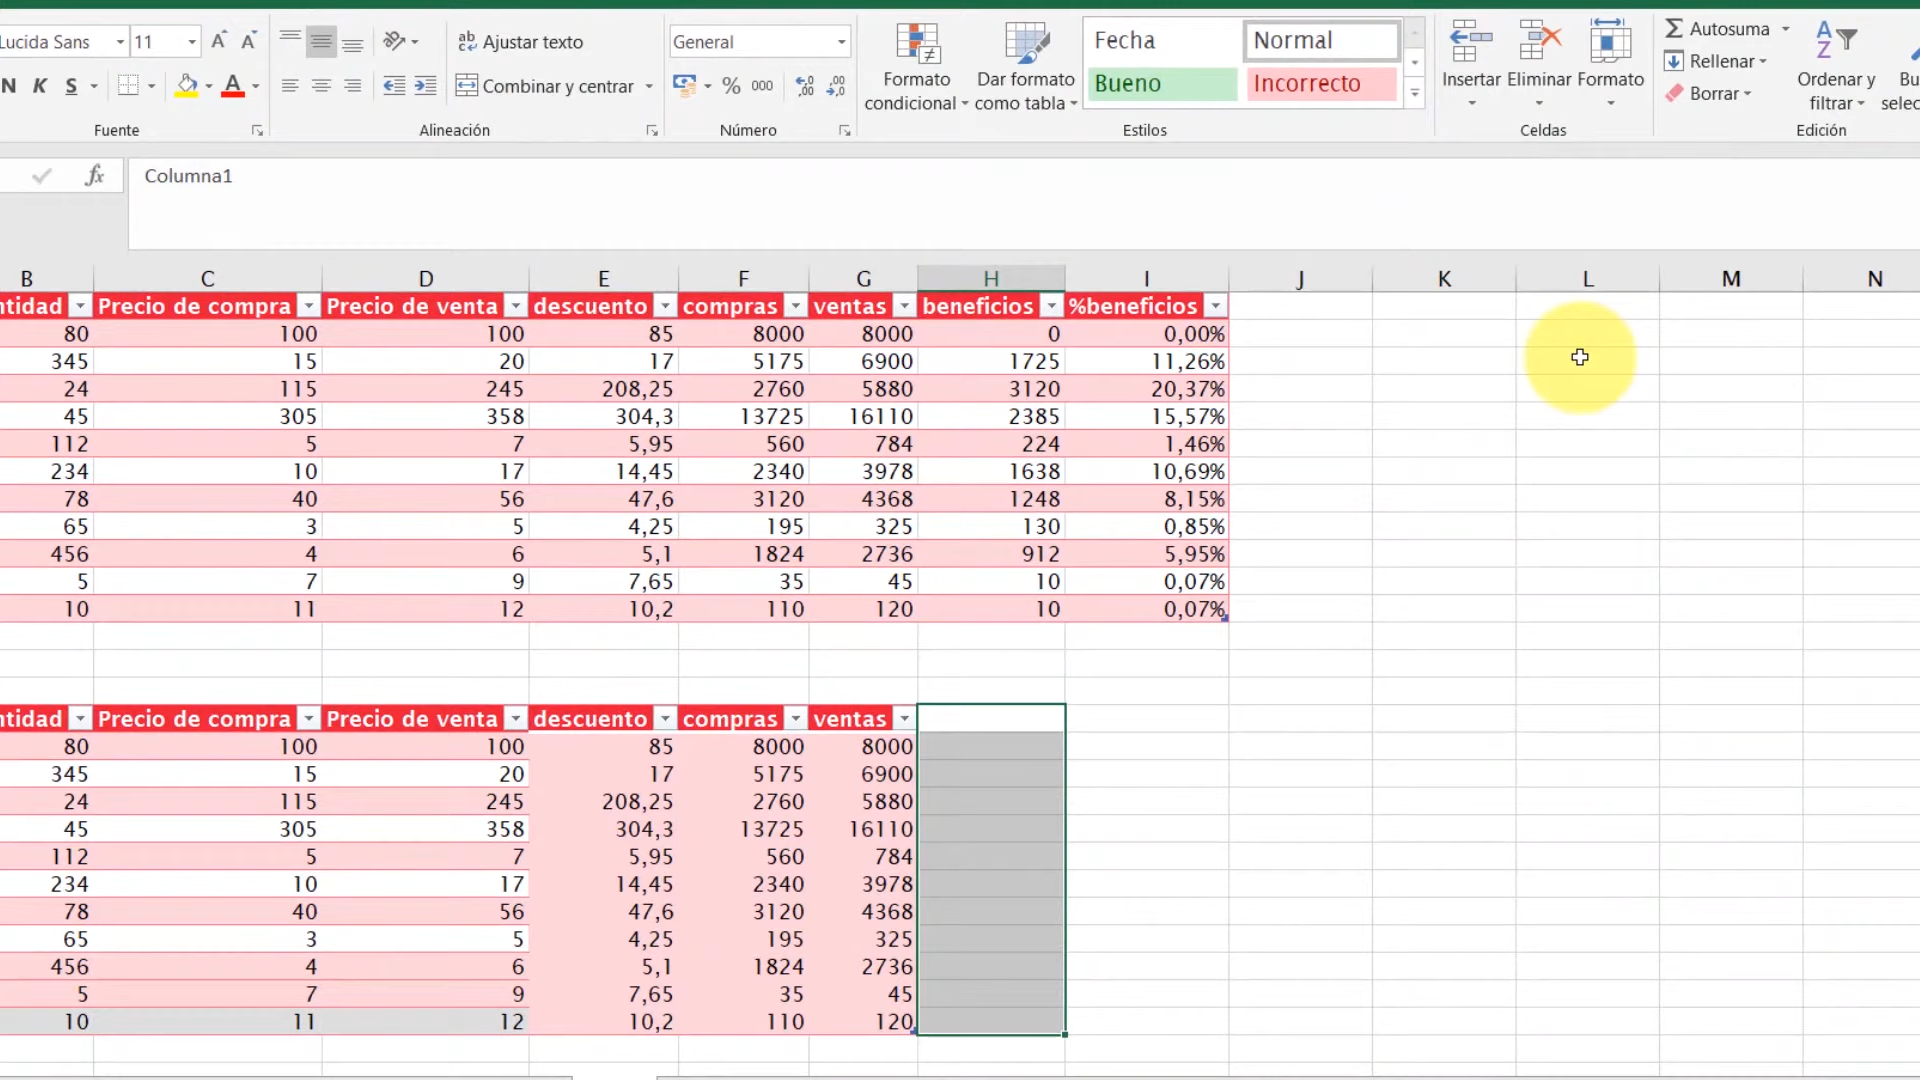 Lucida Sans 11 A A ab Ajustar texto General Fecha Normal Autosuma
Formato condicional Dar formato como tabla Insertar Eliminar Formato Rellenar Ordenar y filtrar
N K S A Combinar y centrar % 000 Bueno Incorrecto Borrar
Fuente Alineación Número Estilos Celdas Edición
fx Columna1
B C D E F G H I J K L M N
ntidad Precio de compra Precio de venta descuento compras ventas beneficios %beneficios
80 100 100 85 8000 8000 0 0,00%
345 15 20 17 5175 6900 1725 11,26%
24 115 245 208,25 2760 5880 3120 20,37%
45 305 358 304,3 13725 16110 2385 15,57%
112 5 7 5,95 560 784 224 1,46%
234 10 17 14,45 2340 3978 1638 10,69%
78 40 56 47,6 3120 4368 1248 8,15%
65 3 5 4,25 195 325 130 0,85%
456 4 6 5,1 1824 2736 912 5,95%
5 7 9 7,65 35 45 10 0,07%
10 11 12 10,2 110 120 10 0,07%
ntidad Precio de compra Precio de venta descuento compras ventas
80 100 100 85 8000 8000
345 15 20 17 5175 6900
24 115 245 208,25 2760 5880
45 305 358 304,3 13725 16110
112 5 7 5,95 560 784
234 10 17 14,45 2340 3978
78 40 56 47,6 3120 4368
65 3 5 4,25 195 325
456 4 6 5,1 1824 2736
5 7 9 7,65 35 45
10 11 12 10,2 110 120